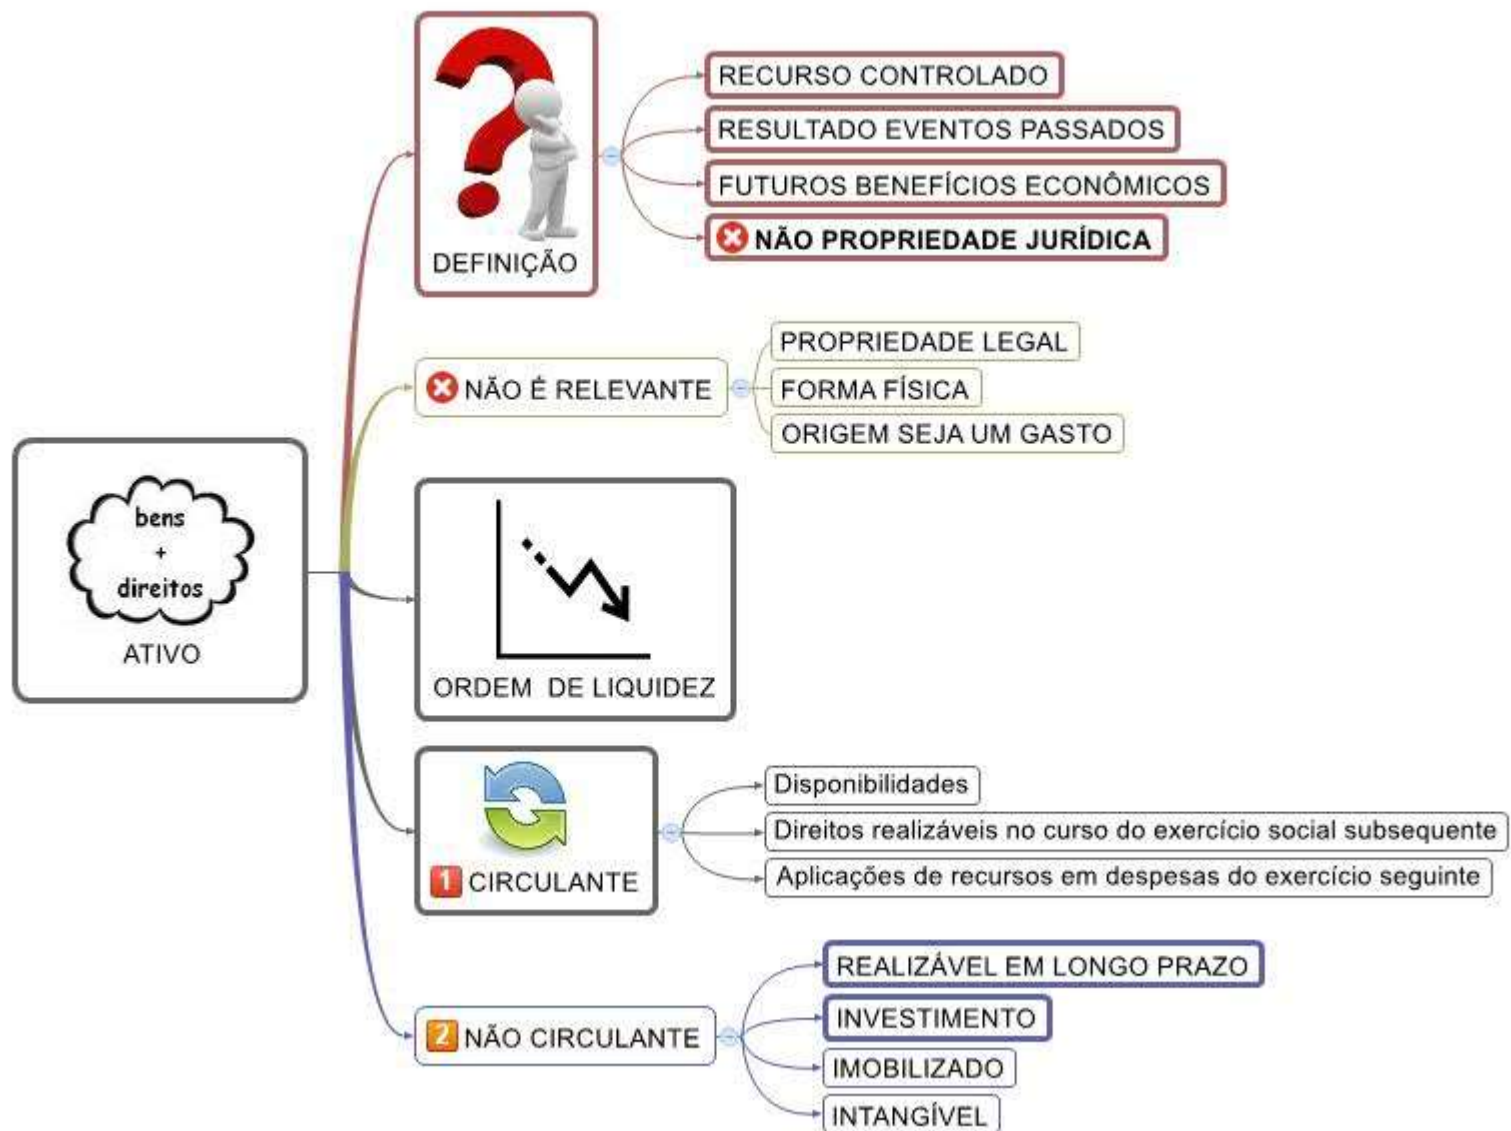 bens
+
direitos
ATIVO
DEFINIÇÃO
RECURSO CONTROLADO
RESULTADO EVENTOS PASSADOS
FUTUROS BENEFÍCIOS ECONÔMICOS
NÃO PROPRIEDADE JURÍDICA
NÃO É RELEVANTE
PROPRIEDADE LEGAL
FORMA FÍSICA
ORIGEM SEJA UM GASTO
ORDEM DE LIQUIDEZ
1 CIRCULANTE
Disponibilidades
Direitos realizáveis no curso do exercício social subsequente
Aplicações de recursos em despesas do exercício seguinte
2 NÃO CIRCULANTE
REALIZÁVEL EM LONGO PRAZO
INVESTIMENTO
IMOBILIZADO
INTANGÍVEL